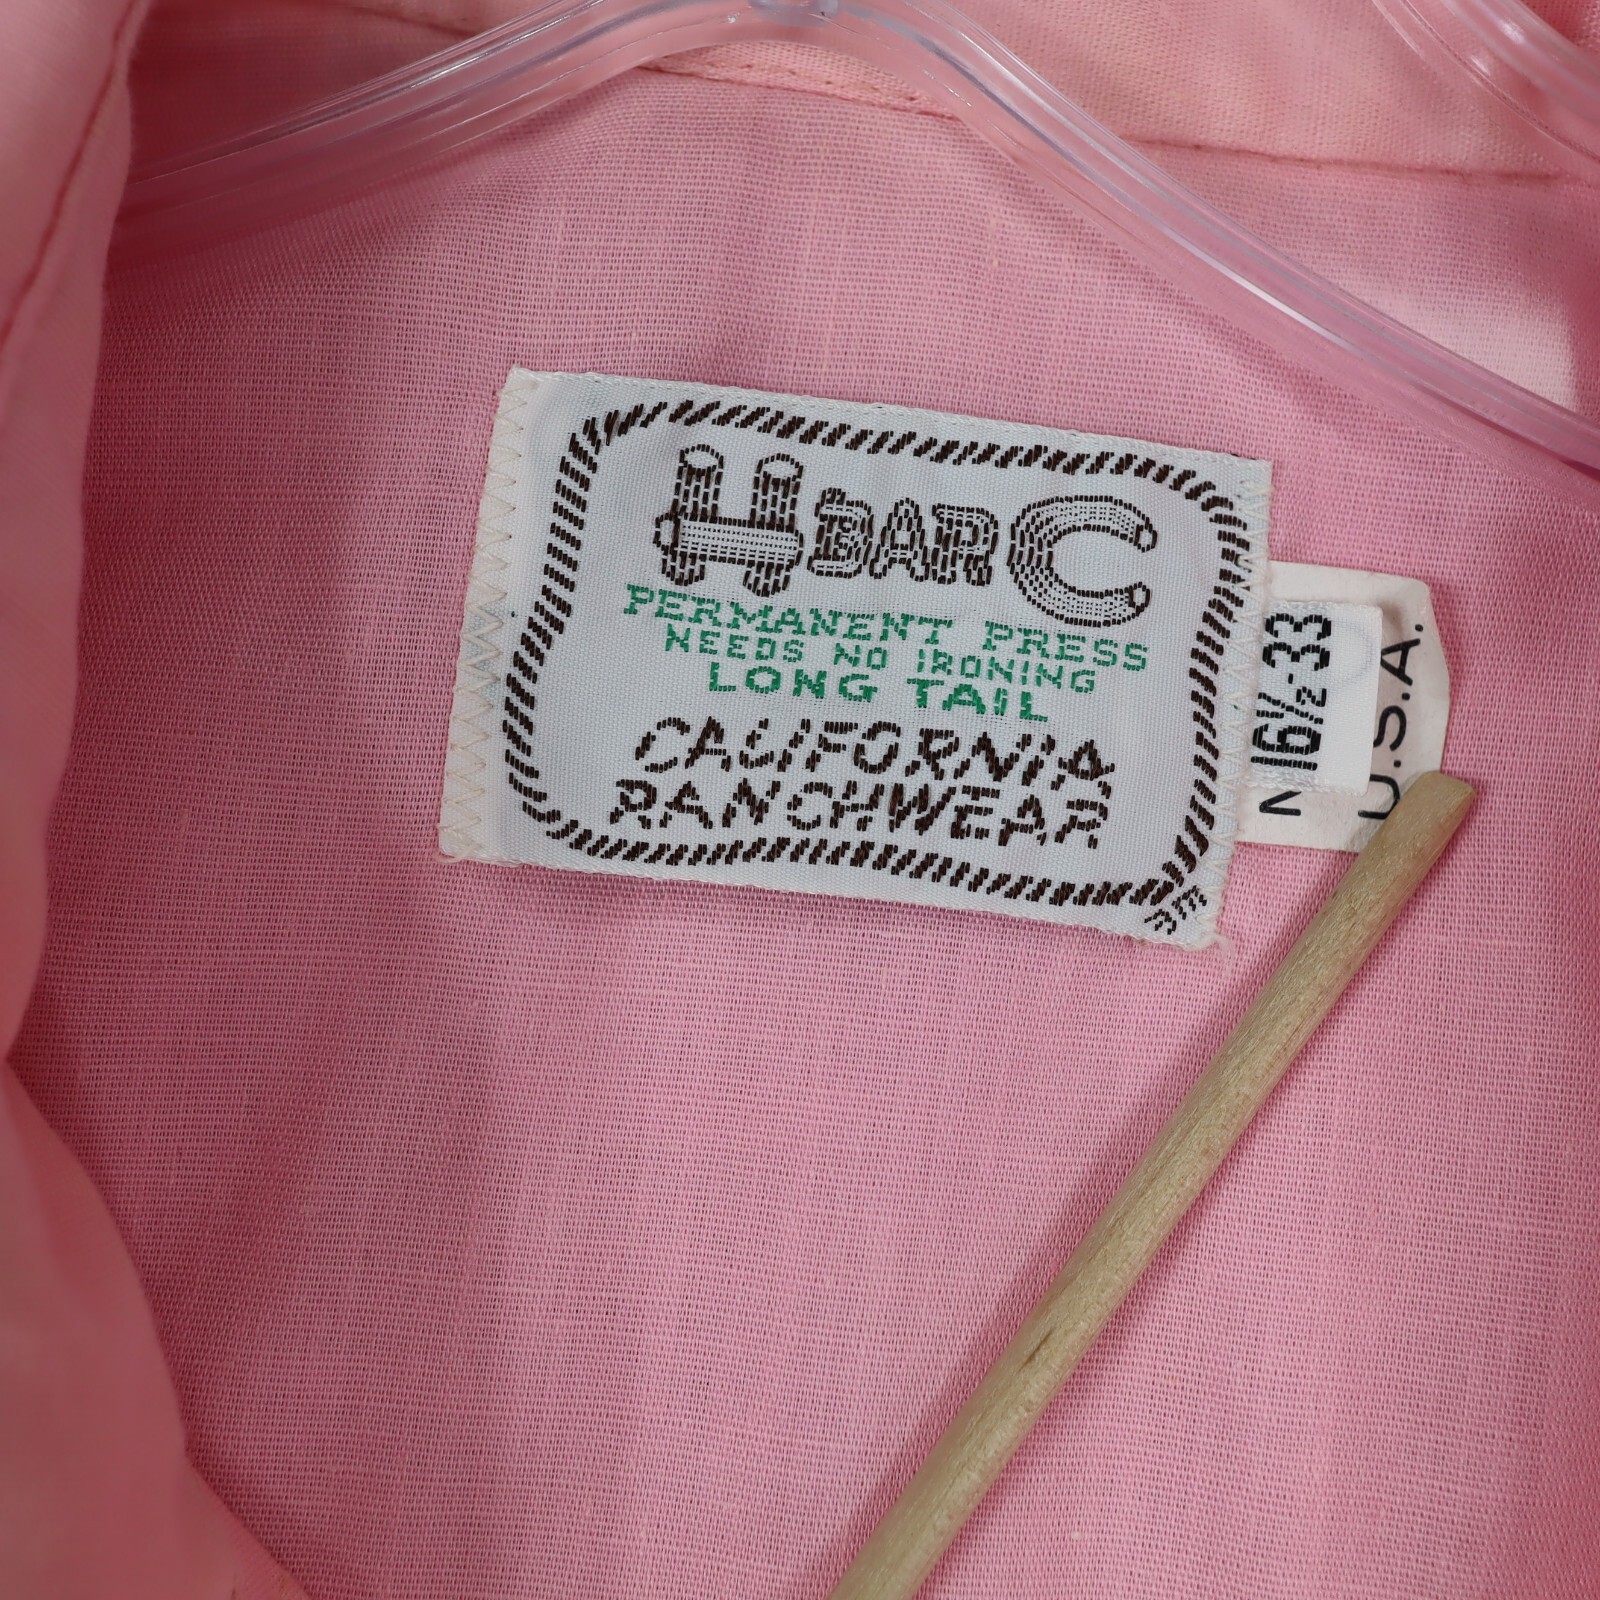 H BAR C
PERMANENT PRESS
NEEDS NO IRONING
LONG TAIL
CALIFORNIA
RANCHWEAR
16½-33
U.S.A.